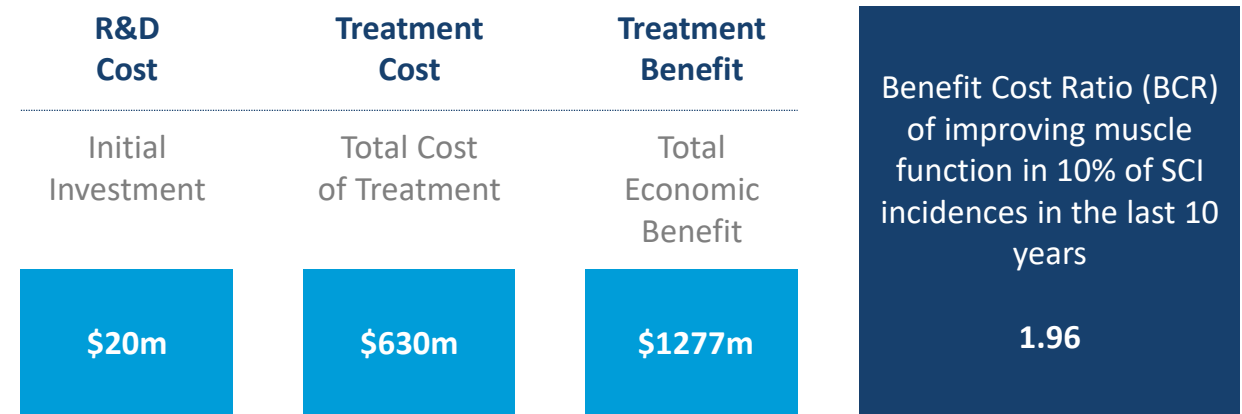 R&D
Cost
Treatment
Cost
Treatment
Benefit
Initial
Investment
Total Cost
of Treatment
Total
Economic
Benefit
$20m
$630m
$1277m
Benefit Cost Ratio (BCR)
of improving muscle
function in 10% of SCI
incidences in the last 10
years
1.96